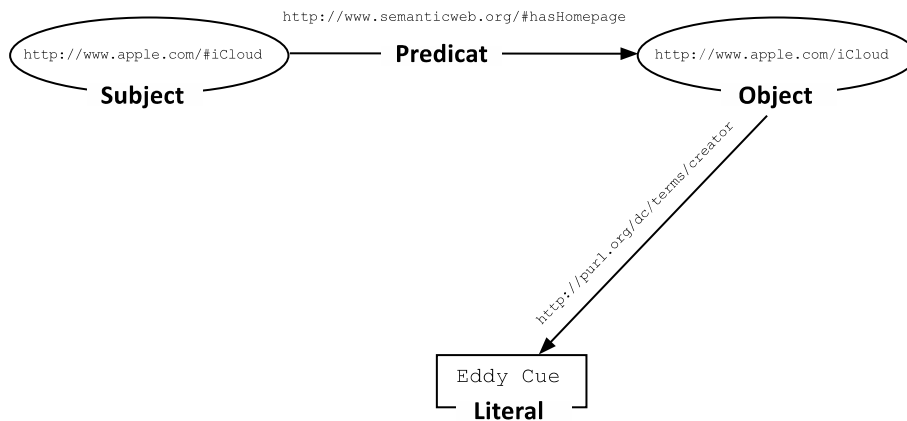 http://www.semanticweb.org/#hasHomepage
http://www.apple.com/#iCloud
Predicat
http://www.apple.com/iCloud
Subject
Object
http://purl.org/dc/terms/creator
Eddy Cue
Literal